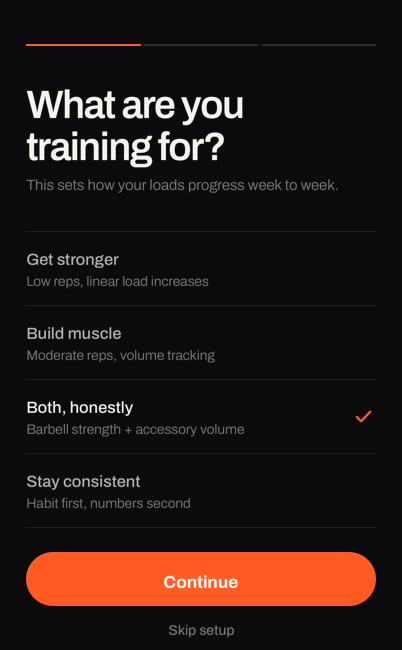 What are you
training for?
This sets how your loads progress week to week.
Get stronger
Low reps, linear load increases
Build muscle
Moderate reps, volume tracking
Both, honestly
Barbell strength + accessory volume
Stay consistent
Habit first, numbers second
Continue
Skip setup